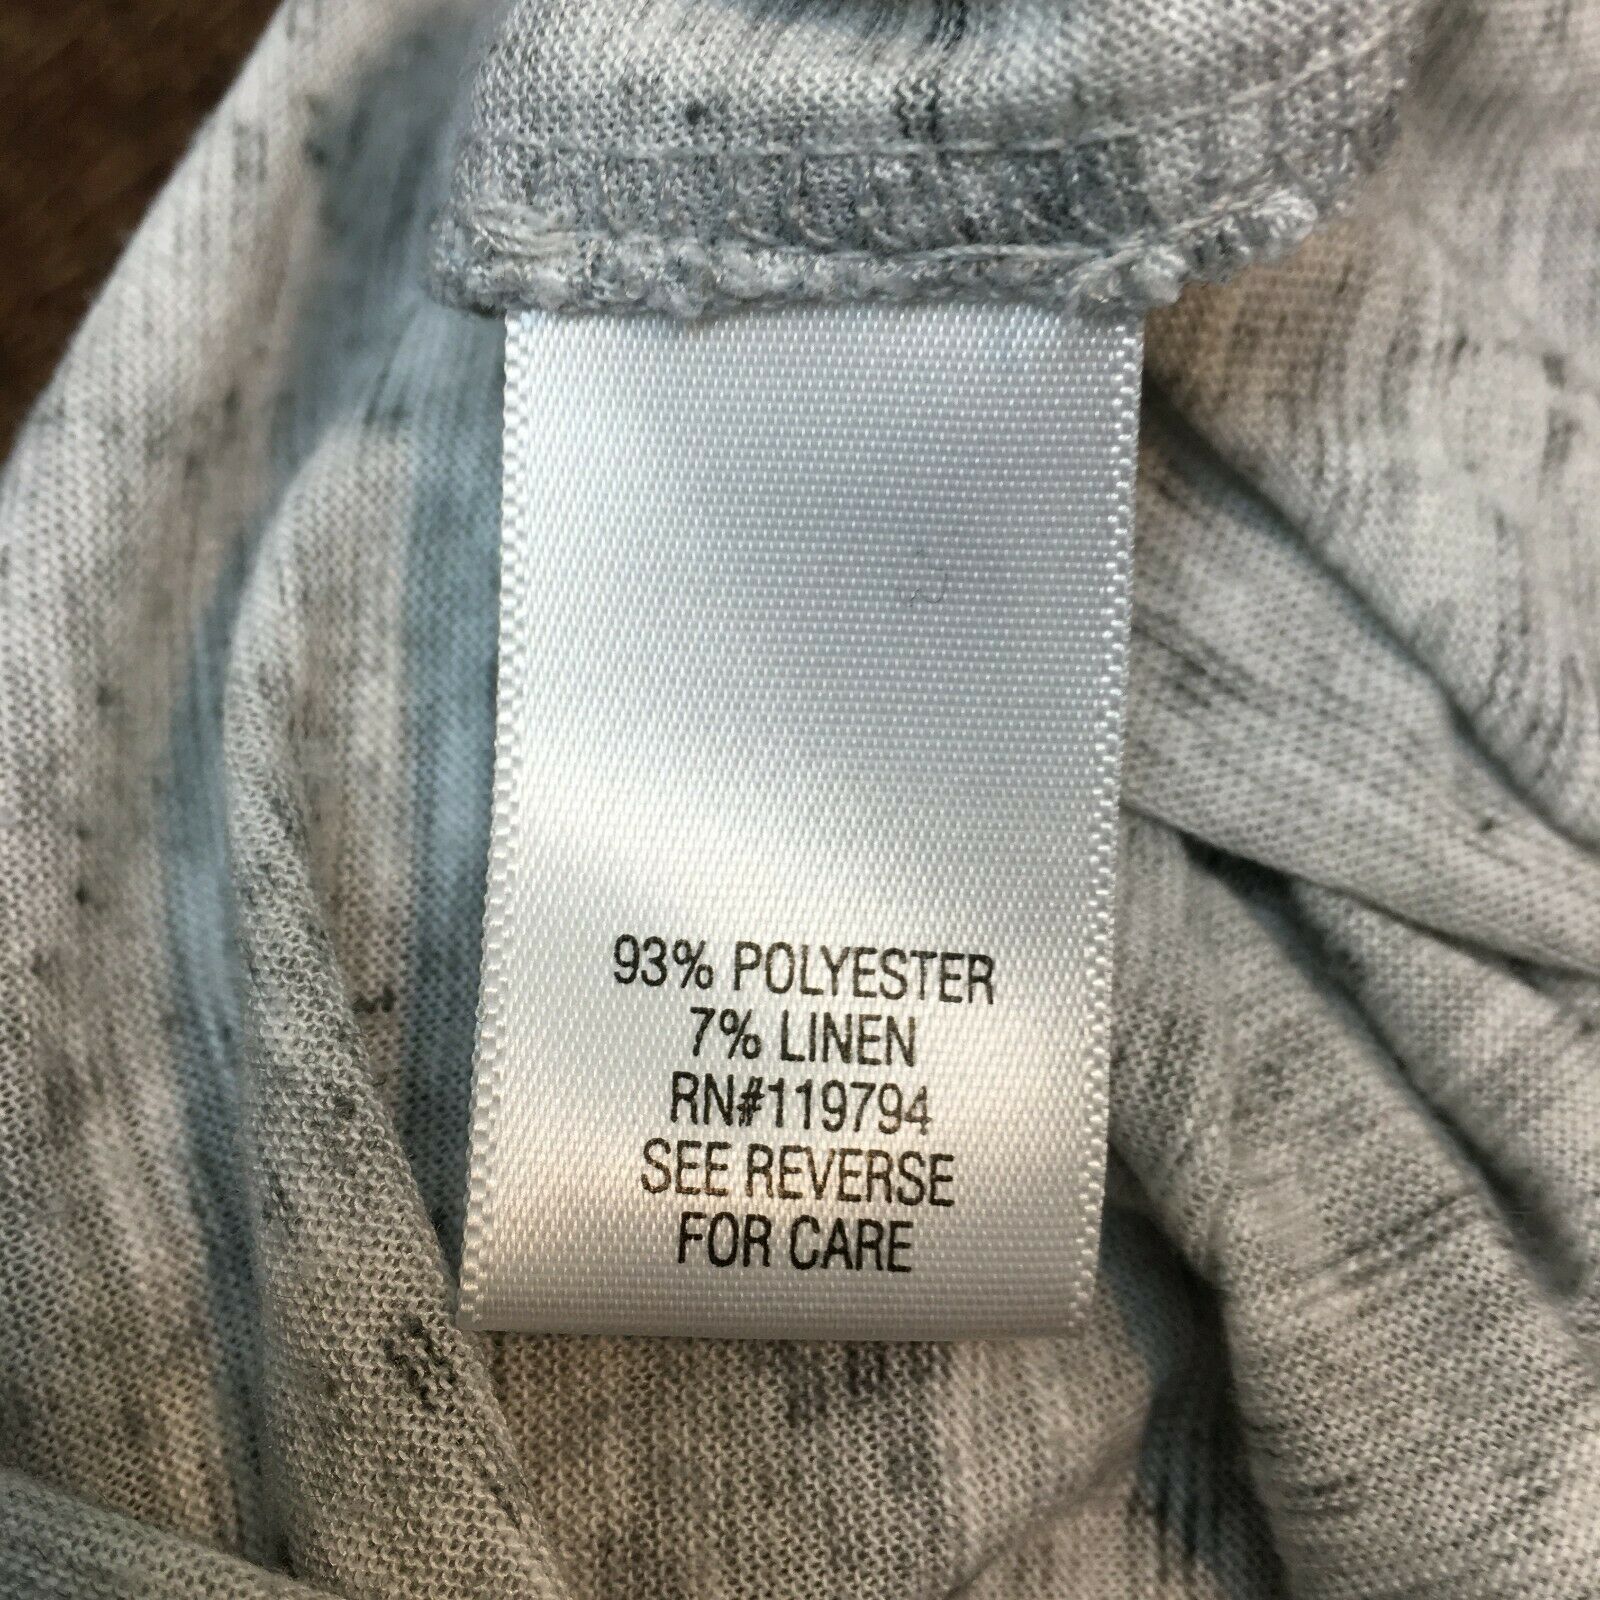 93% POLYESTER
7% LINEN
RN#119794
SEE REVERSE
FOR CARE